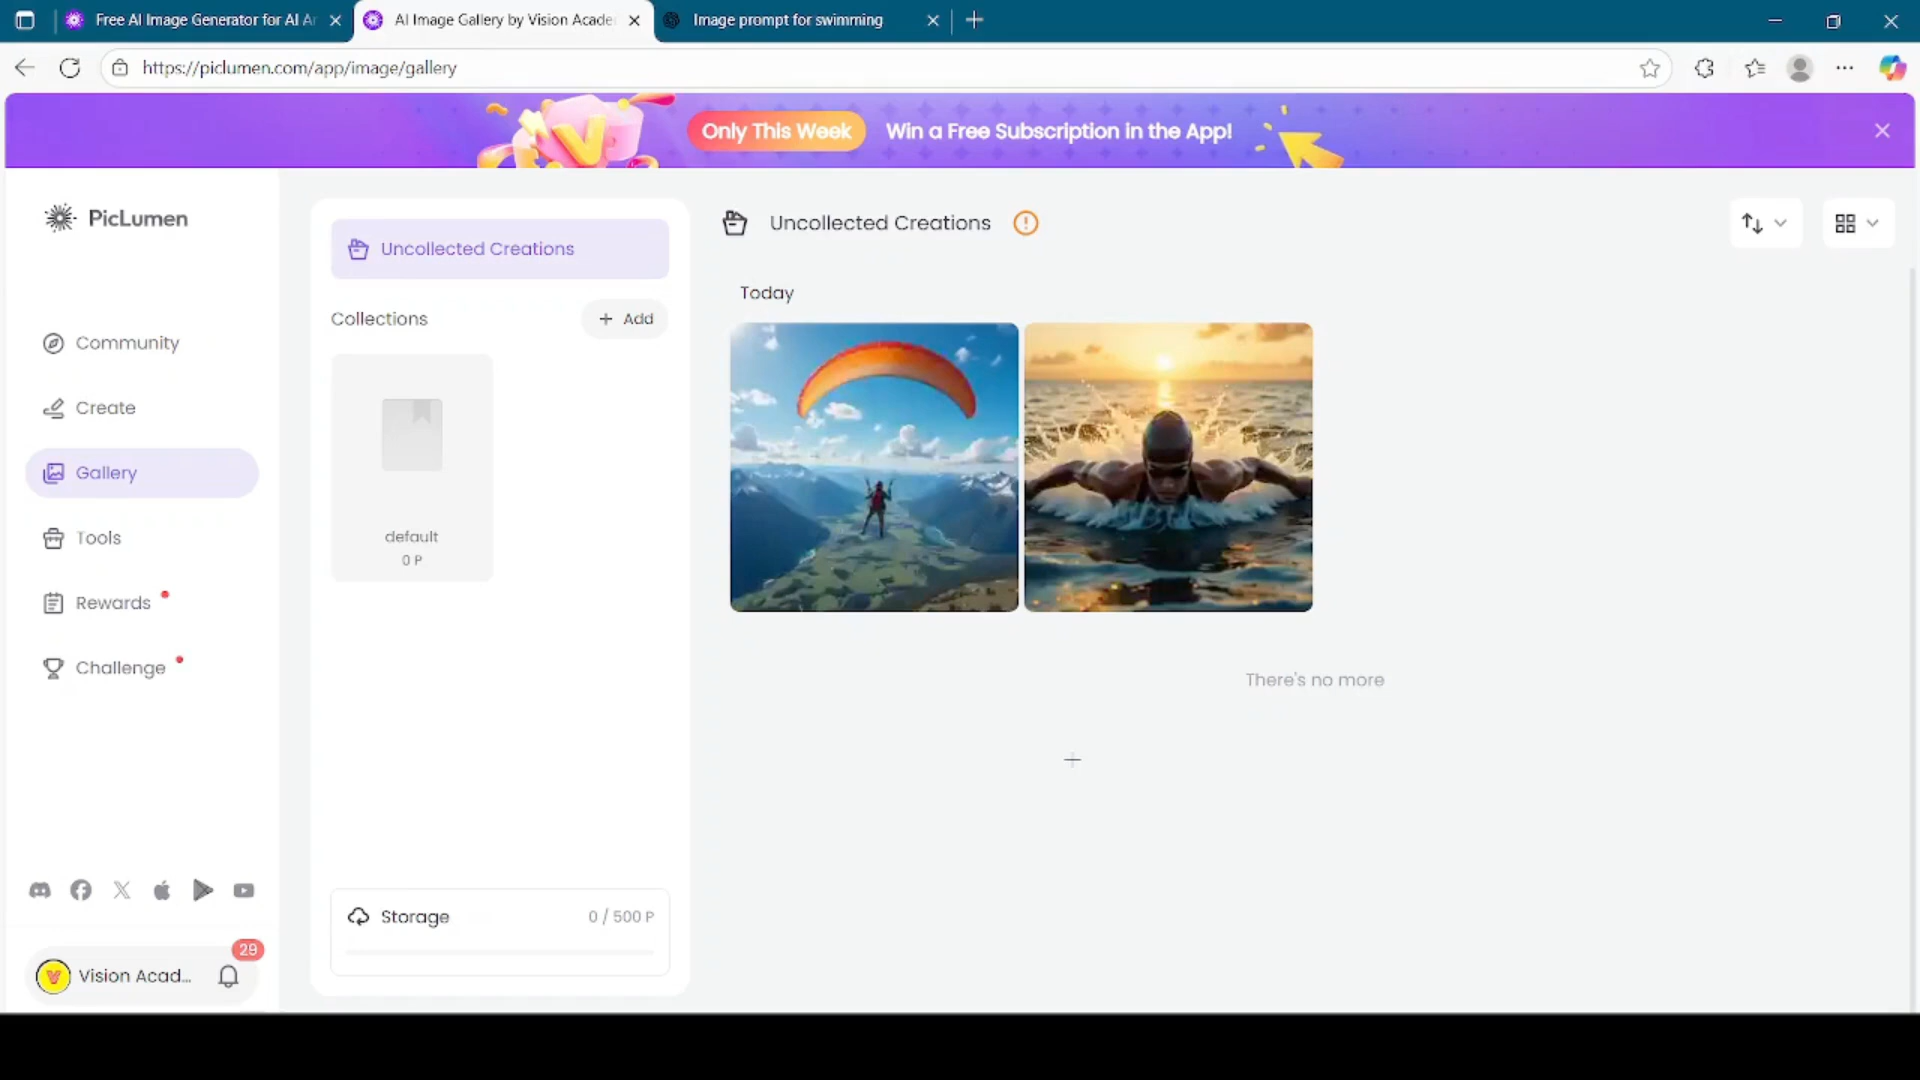 Free AI Image Generator for AI Ar
AI Image Gallery by Vision Acade
Image prompt for swimming
https://piclumen.com/app/image/gallery
Only This Week
Win a Free Subscription in the App!
PicLumen
Community
Create
Gallery
Tools
Rewards
Challenge
29
Vision Acad...
Uncollected Creations
Collections
+ Add
default
0 P
Storage
0 / 500 P
Uncollected Creations
Today
There's no more